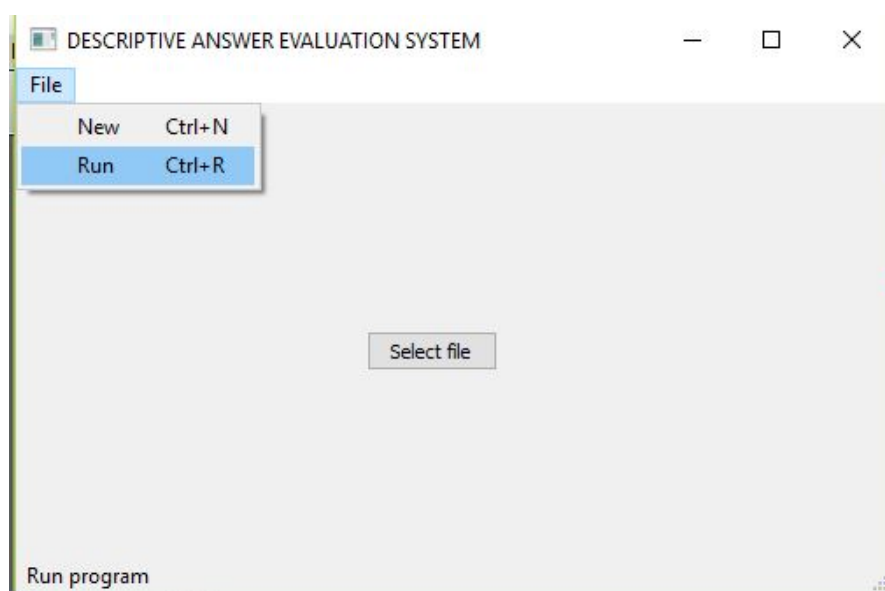 DESCRIPTIVE ANSWER EVALUATION SYSTEM
File
New Ctrl+N
Run Ctrl+R
Select file
Run program